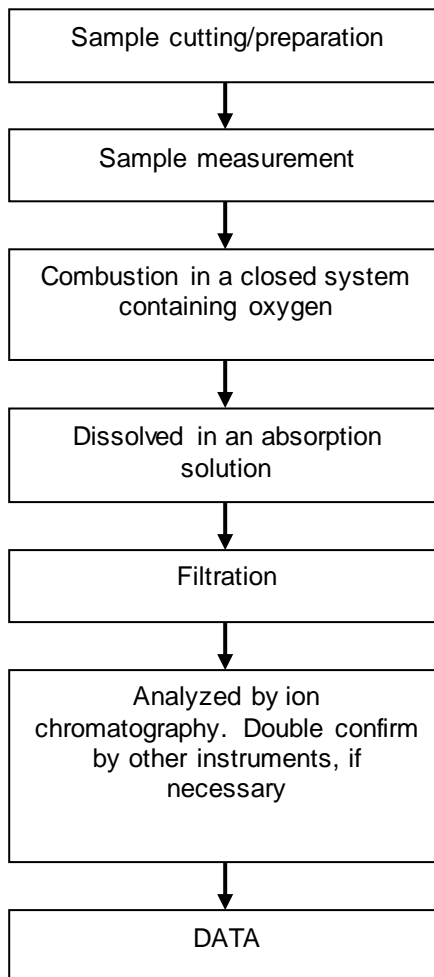 Sample cutting/preparation
Sample measurement
Combustion in a closed system
containing oxygen
Dissolved in an absorption
solution
Filtration
Analyzed by ion
chromatography.  Double confirm
by other instruments, if
necessary
DATA